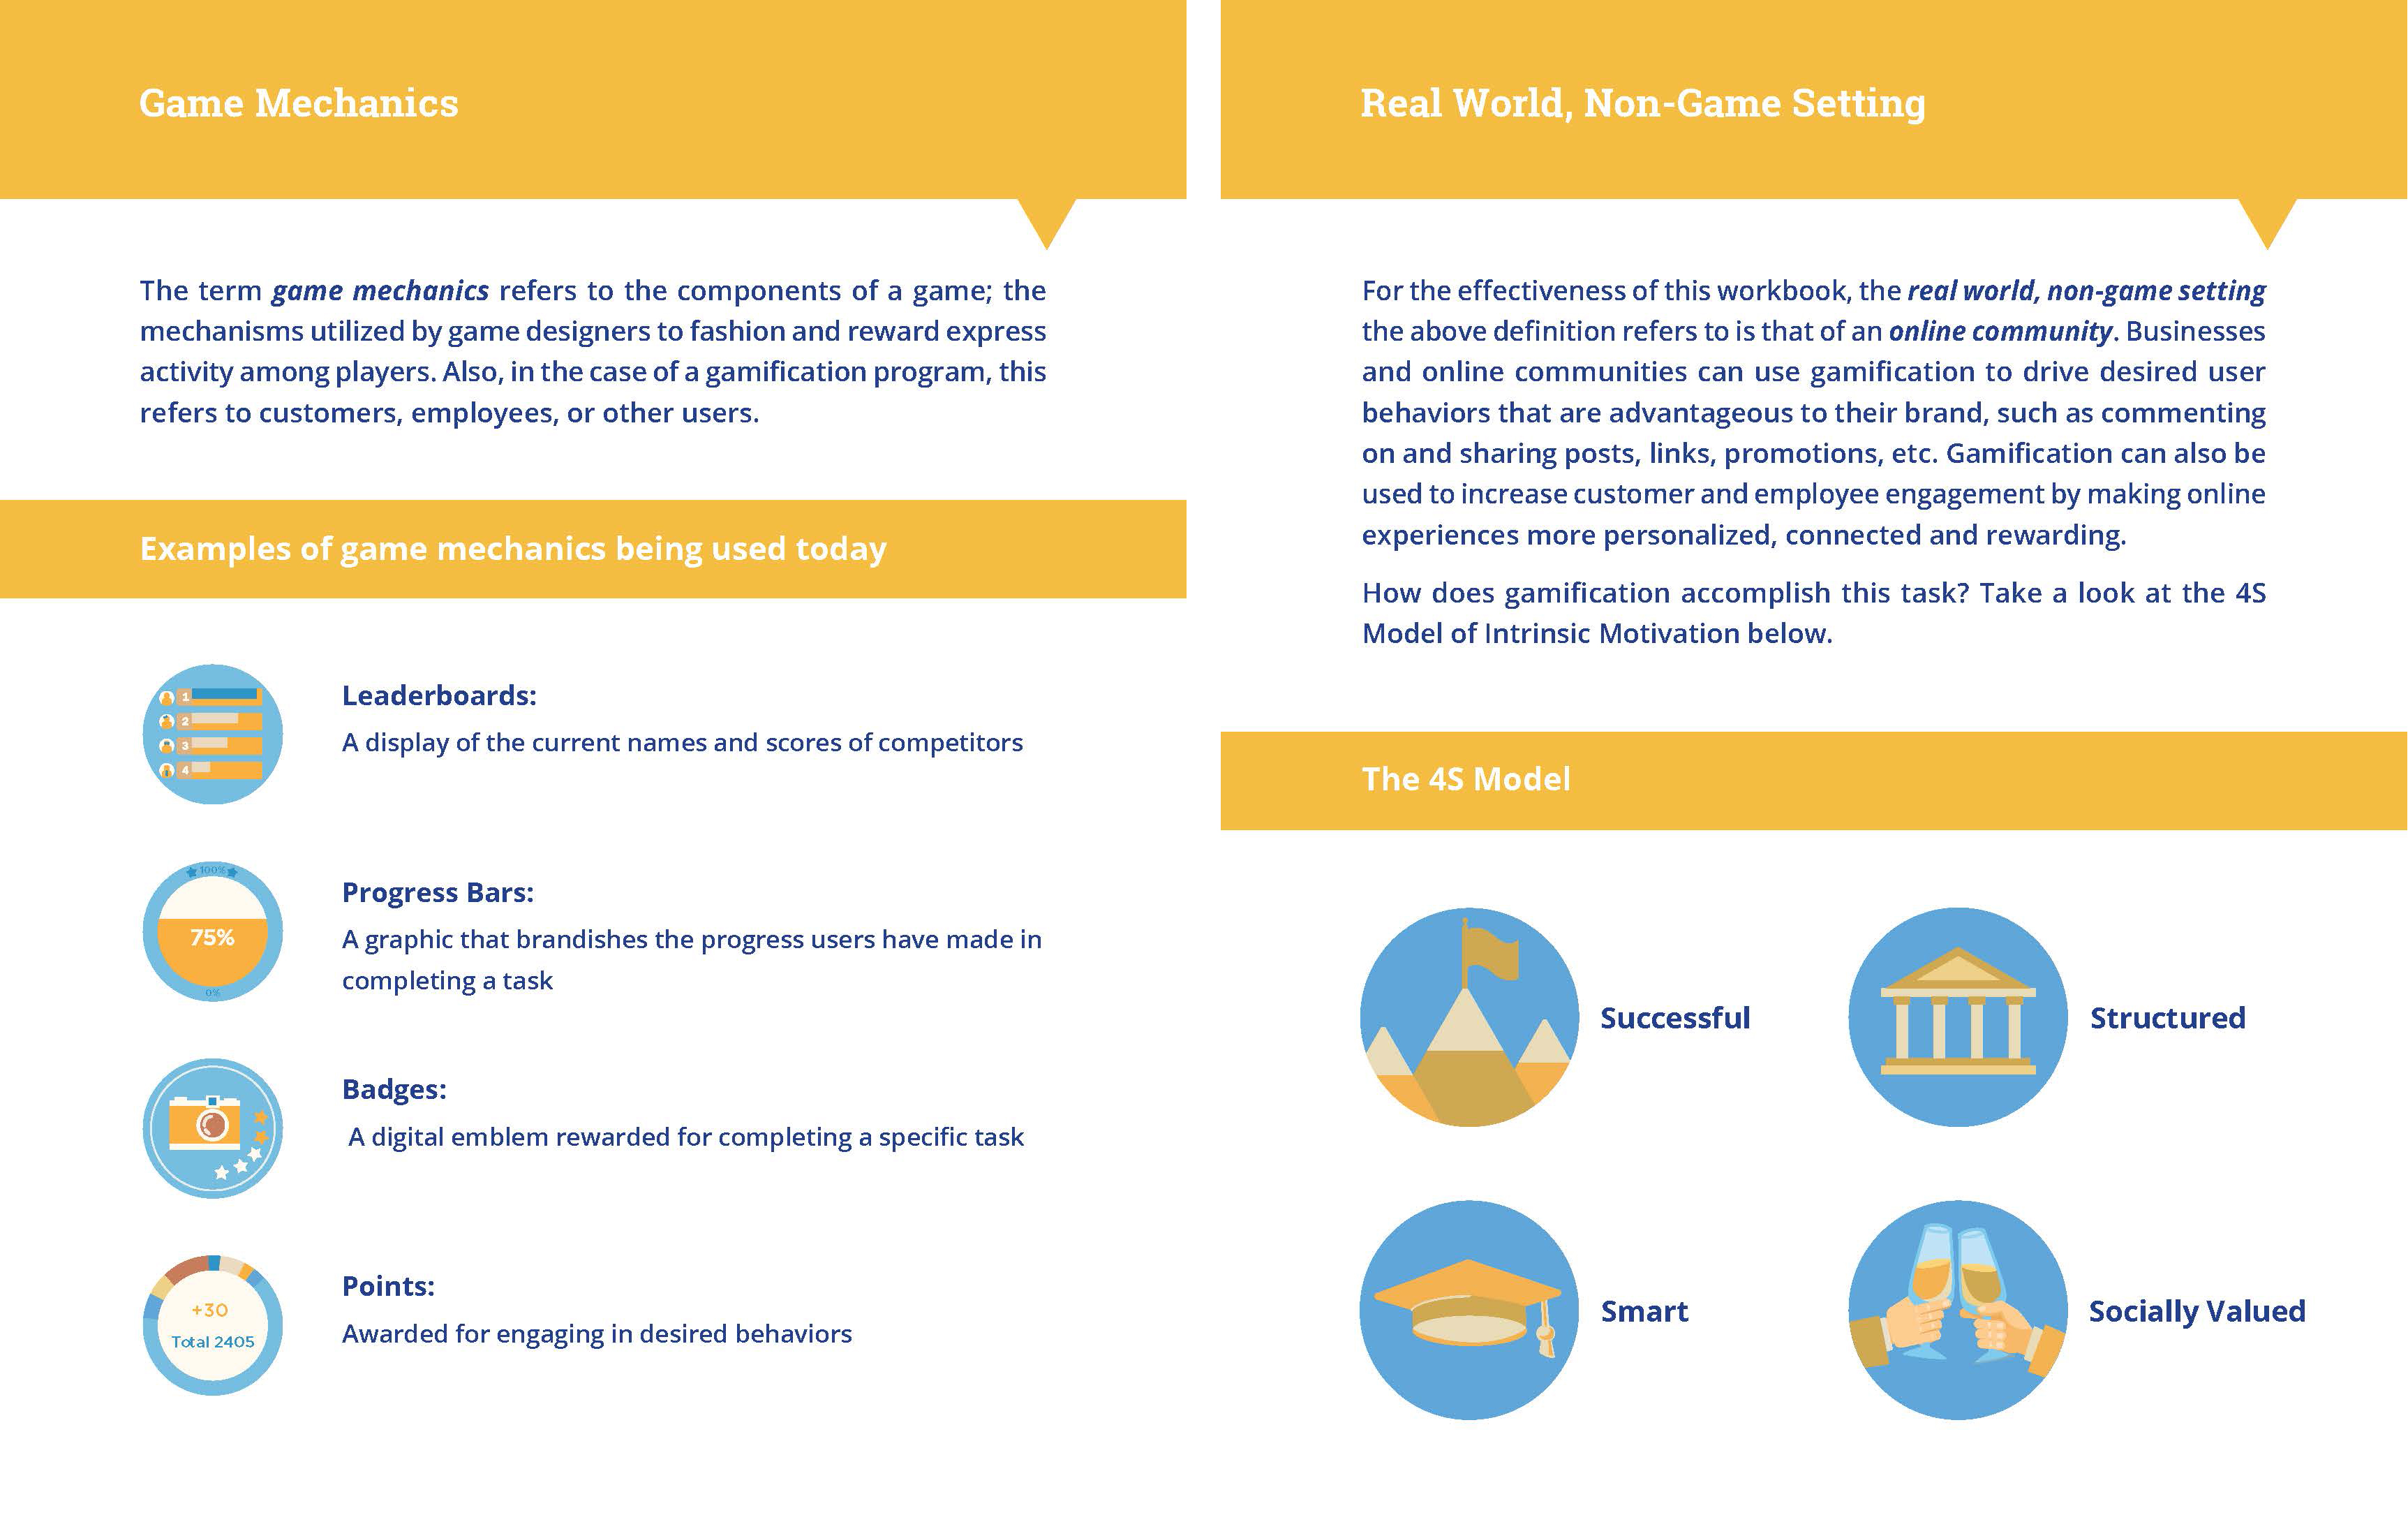 Game Mechanics
The term game mechanics refers to the components of a game; the
mechanisms utilized by game designers to fashion and reward express
activity among players. Also, in the case of a gamification program, this
refers to customers, employees, or other users.
Examples of game mechanics being used today
1
2
3
4
Leaderboards:
A display of the current names and scores of competitors
100%
75%
0%
Progress Bars:
A graphic that brandishes the progress users have made in
completing a task
Badges:
A digital emblem rewarded for completing a specific task
+30
Total 2405
Points:
Awarded for engaging in desired behaviors
Real World, Non-Game Setting
For the effectiveness of this workbook, the real world, non-game setting
the above definition refers to is that of an online community. Businesses
and online communities can use gamification to drive desired user
behaviors that are advantageous to their brand, such as commenting
on and sharing posts, links, promotions, etc. Gamification can also be
used to increase customer and employee engagement by making online
experiences more personalized, connected and rewarding.
How does gamification accomplish this task? Take a look at the 4S
Model of Intrinsic Motivation below.
The 4S Model
Successful
Structured
Smart
Socially Valued